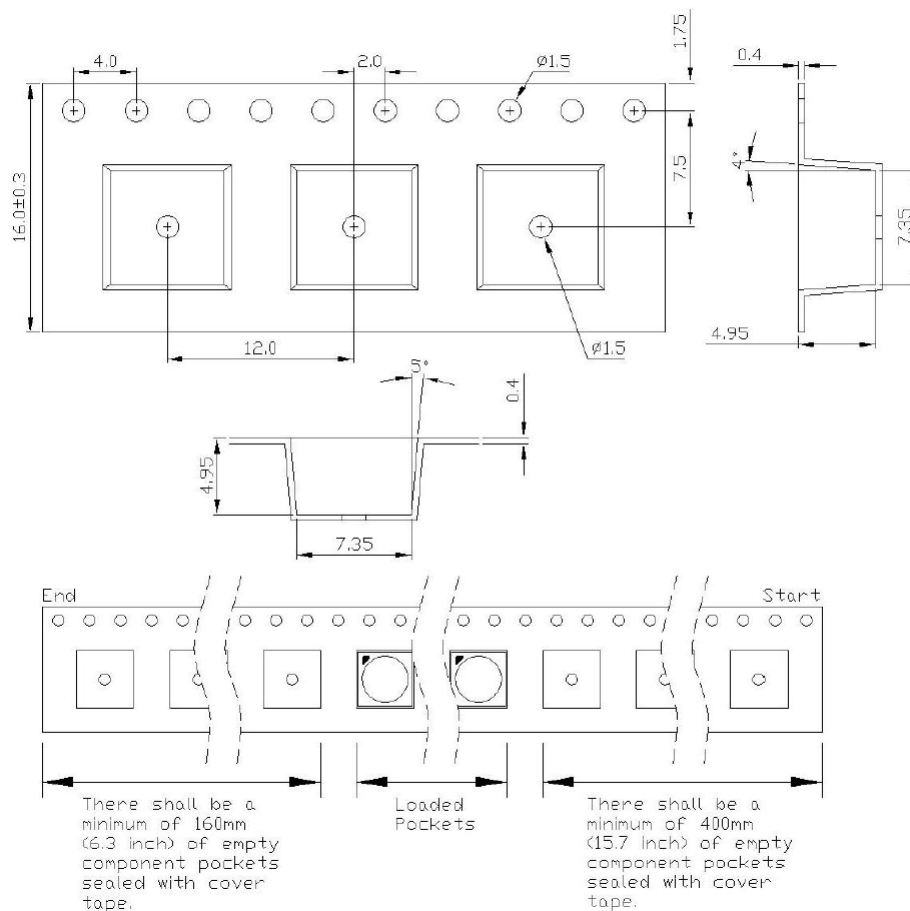 4.0
2.0
ø1.5
1.75
0.4
16.0±0.3
7.5
4°
7.35
12.0
ø1.5
4.95
5°
0.4
4.95
7.35
End
Start
There shall be a
minimum of 160mm
(6.3 inch) of empty
component pockets
sealed with cover
tape.
Loaded
Pockets
There shall be a
minimum of 400mm
(15.7 inch) of empty
component pockets
sealed with cover
tape.